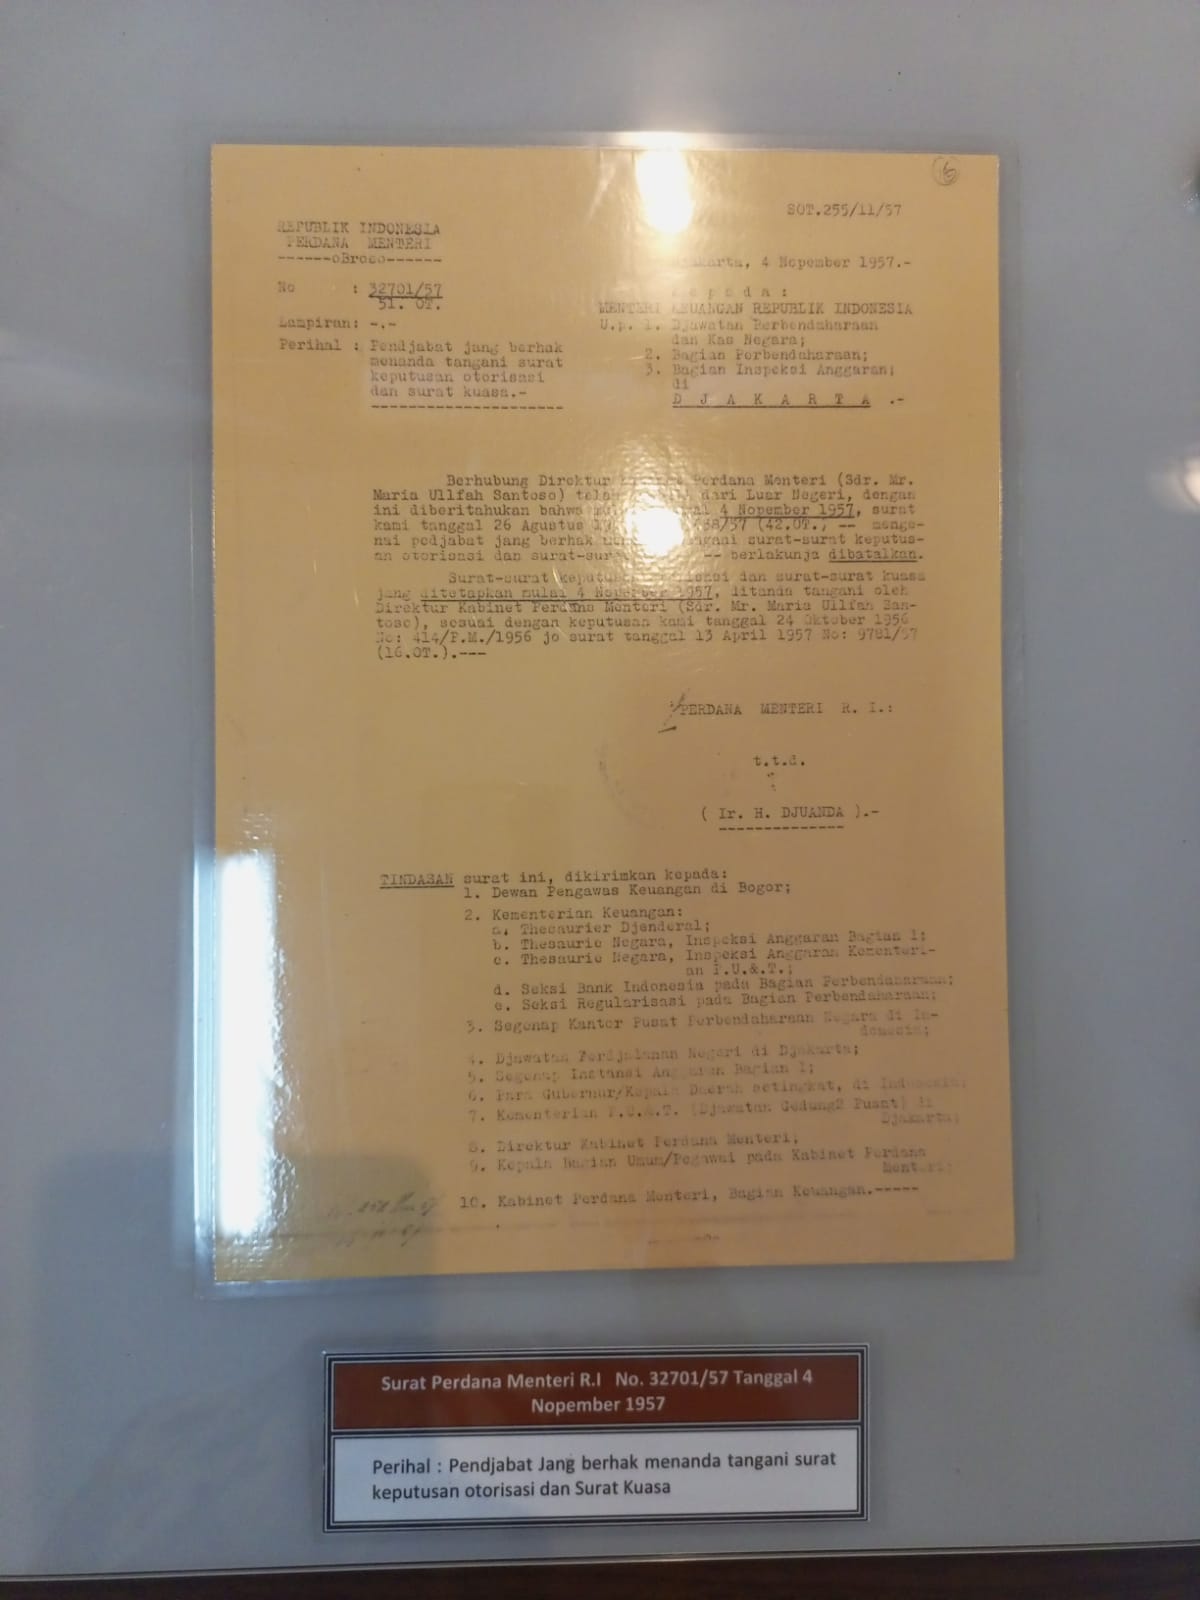 16
SOT.255/11/57
REPUBLIK INDONESIA
PERDANA MENTERI
------oBroso------
Djakarta, 4 Nopember 1957.-
No : 32701/57
51. OT.
Lampiran: -.-
Perihal : Pendjabat jang berhak
menanda tangani surat
keputusan otorisasi
dan surat kuasa.-
K e p a d a :
MENTERI KEUANGAN REPUBLIK INDONESIA
U.p. 1. Djawatan Perbendaharaan
dan Kas Negara;
2. Bagian Perbendaharaan;
3. Bagian Inspeksi Anggaran;
di
D J A K A R T A .-
Berhubung Direktur Perdana Menteri (Sdr. Mr.
Maria Ullfah Santoso) dari Luar Negeri, dengan
ini diberitahukan bahwa 4 Nopember 1957, surat
kami tanggal 26 Agustus (42.OT.) -- menge-
nai pedjabat jang berhak surat-surat keputus-
an otorisasi dan -- berlakunja dibatalkan.
Surat-surat dan surat-surat kuasa
jang ditetapkan mulai 4 Nopember 1957, ditanda tangani oleh
Direktur Kabinet Perdana Menteri (Sdr. Mr. Maria Ullfah San-
toso), sesuai dengan keputusan kami tanggal 24 Oktober 1956
No: 414/P.M./1956 jo surat tanggal 13 April 1957 No: 9781/57
(16.OT.).---
PERDANA MENTERI R. I.:
t.t.d.
( Ir. H. DJUANDA ).-
TINDASAN surat ini, dikirimkan kepada:
1. Dewan Pengawas Keuangan di Bogor;
2. Kementerian Keuangan:
a. Thesaurier Djenderal;
b. Thesaurie Negara, Inspeksi Anggaran Bagian 1;
c. Thesaurie Negara, Inspeksi Anggaran Kementeri-
an P.U.&.T.;
d. Seksi Bank Indonesia pada Bagian Perbendaharaan;
e. Seksi Regularisasi pada Bagian Perbendaharaan;
3. Segenap Kantor Pusat Perbendaharaan Negara di In-
donesia;
4. Djawatan Perdjalanan Negeri di Djakarta;
5. Segenap Instansi Anggaran Bagian 1;
6. Para Gubernur/Kepala Daerah setingkat, di Indonesia;
7. Kementerian P.U.&.T. (Djawatan Gedung2 Pusat) di
Djakarta;
8. Direktur Kabinet Perdana Menteri;
9. Kepala Bagian Umum/Pegawai pada Kabinet Perdana
Menteri;
10. Kabinet Perdana Menteri, Bagian Keuangan.-----
Surat Perdana Menteri R.I No. 32701/57 Tanggal 4
Nopember 1957
Perihal : Pendjabat Jang berhak menanda tangani surat
keputusan otorisasi dan Surat Kuasa